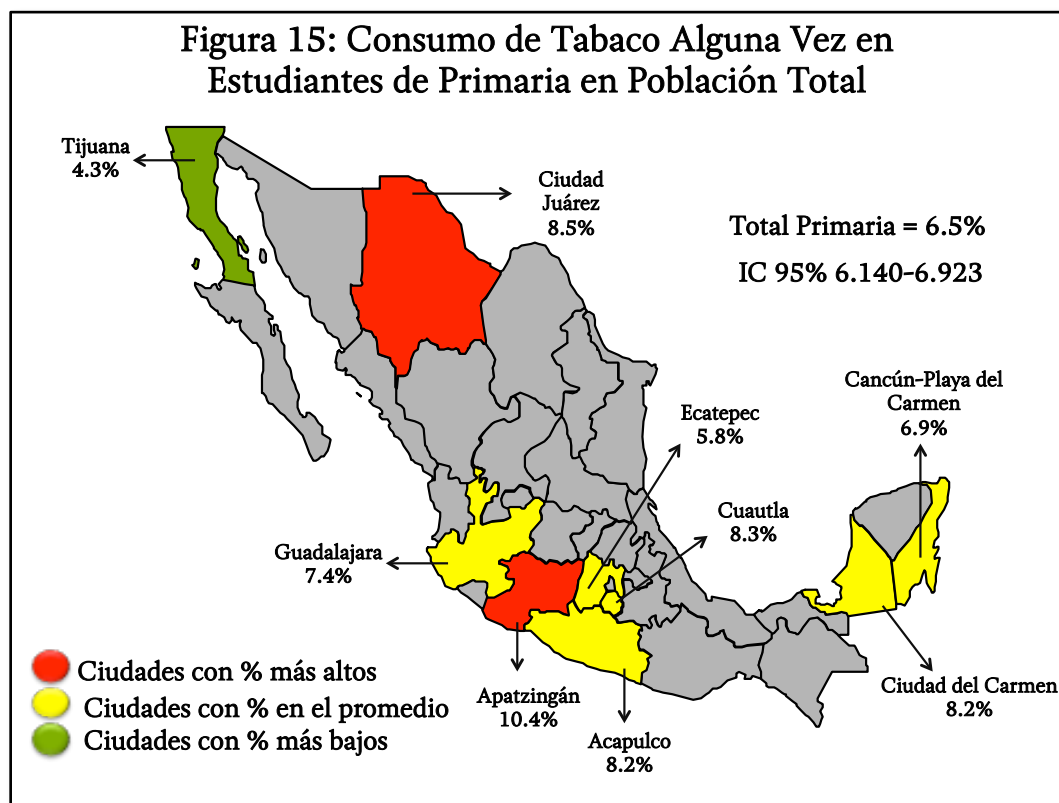 Figura 15: Consumo de Tabaco Alguna Vez en
Estudiantes de Primaria en Población Total
Tijuana
4.3%
Ciudad
Juárez
8.5%
Total Primaria = 6.5%
IC 95% 6.140-6.923
Cancún-Playa del
Carmen
6.9%
Ecatepec
5.8%
Cuautla
8.3%
Guadalajara
7.4%
Ciudades con % más altos
Ciudades con % en el promedio
Ciudades con % más bajos
Apatzingán
10.4%
Acapulco
8.2%
Ciudad del Carmen
8.2%